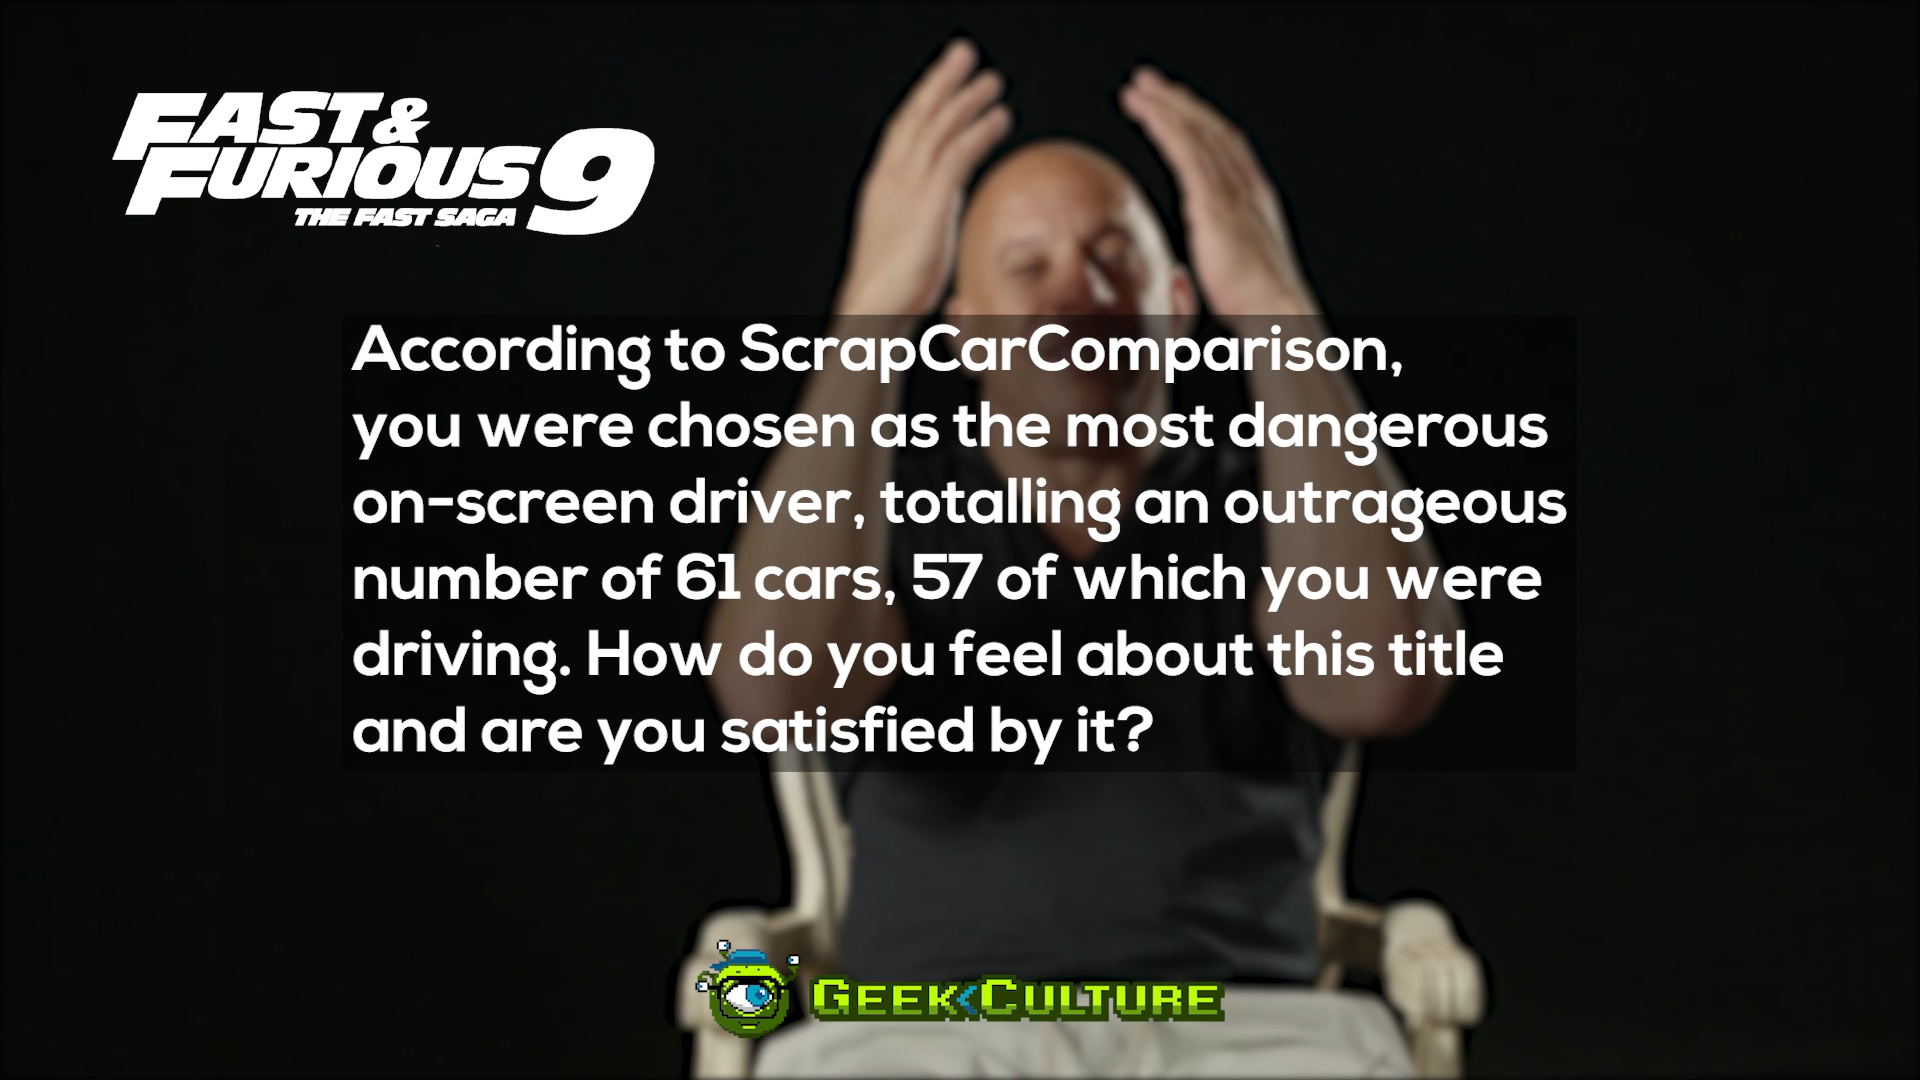 FAST &
FURIOUS 9
THE FAST SAGA
According to ScrapCarComparison,
you were chosen as the most dangerous
on-screen driver, totalling an outrageous
number of 61 cars, 57 of which you were
driving. How do you feel about this title
and are you satisfied by it?
GEEK CULTURE